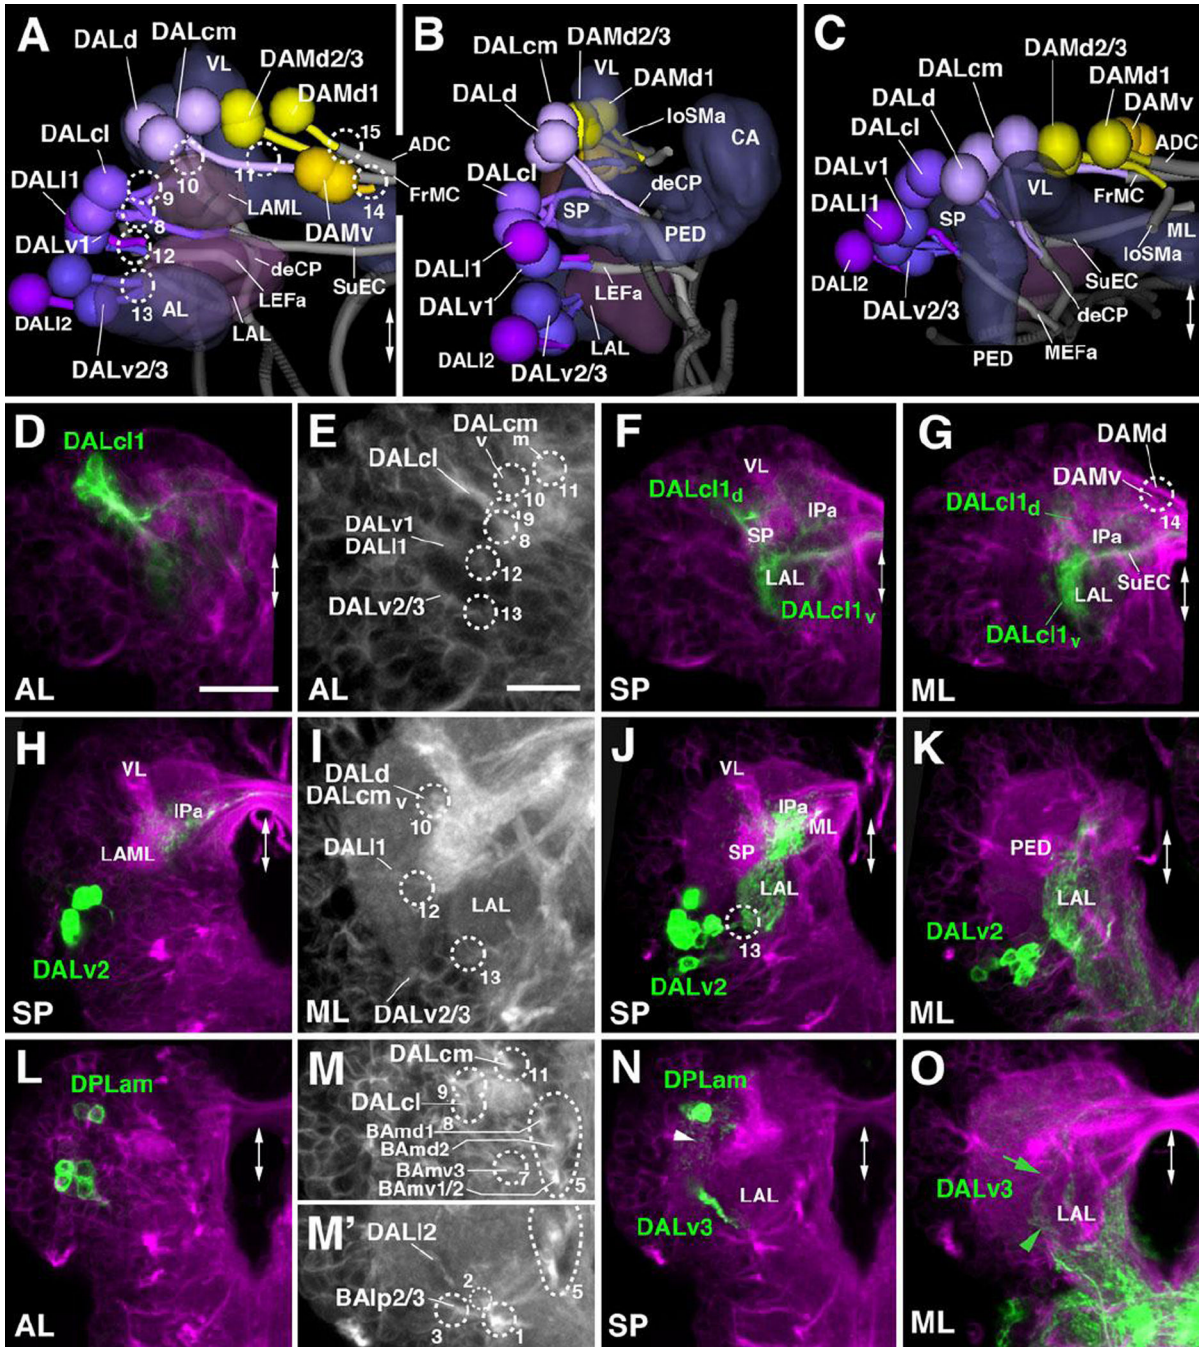 A
DALd
DALcm
VL
DAMd2/3
DAMd1
DALcl
15
ADC
DALl1
10
11
9
FrMC
14
LAML
8
DAMv
DALv1
12
deCP
SuEC
LEFa
13
AL
DALl2
LAL
DALv2/3
B
DALcm
DAMd2/3
VL
DAMd1
DALd
loSMa
CA
DALcl
deCP
SP
PED
DALl1
DALv1
LEFa
LAL
DALl2
DALv2/3
C
DAMd2/3
DALcm
DAMd1
DALd
DAMv
DALcl
ADC
DALv1
VL
FrMC
DALl1
SP
ML
loSMa
DALl2
SuEC
DALv2/3
deCP
PED
MEFa
D
DALcl1
AL
E
DALcm
v
m
DALcl
10
11
9
DALv1
8
DALl1
12
DALv2/3
13
AL
F
VL
DALcl1d
IPa
SP
LAL
DALcl1v
SP
G
DAMd
DAMv
DALcl1d
14
IPa
SuEC
LAL
DALcl1v
ML
H
VL
IPa
LAML
DALv2
SP
I
DALd
DALcm v
10
DALl1
12
LAL
13
DALv2/3
ML
J
VL
IPa
ML
SP
LAL
13
DALv2
SP
K
PED
LAL
DALv2
ML
L
DPLam
AL
M
DALcm
11
9
DALcl
8
BAmd1
BAmd2
BAmv3
7
BAmv1/2
5
M'
DALl2
2
5
BAlp2/3
3
1
N
DPLam
LAL
DALv3
SP
O
DALv3
LAL
ML